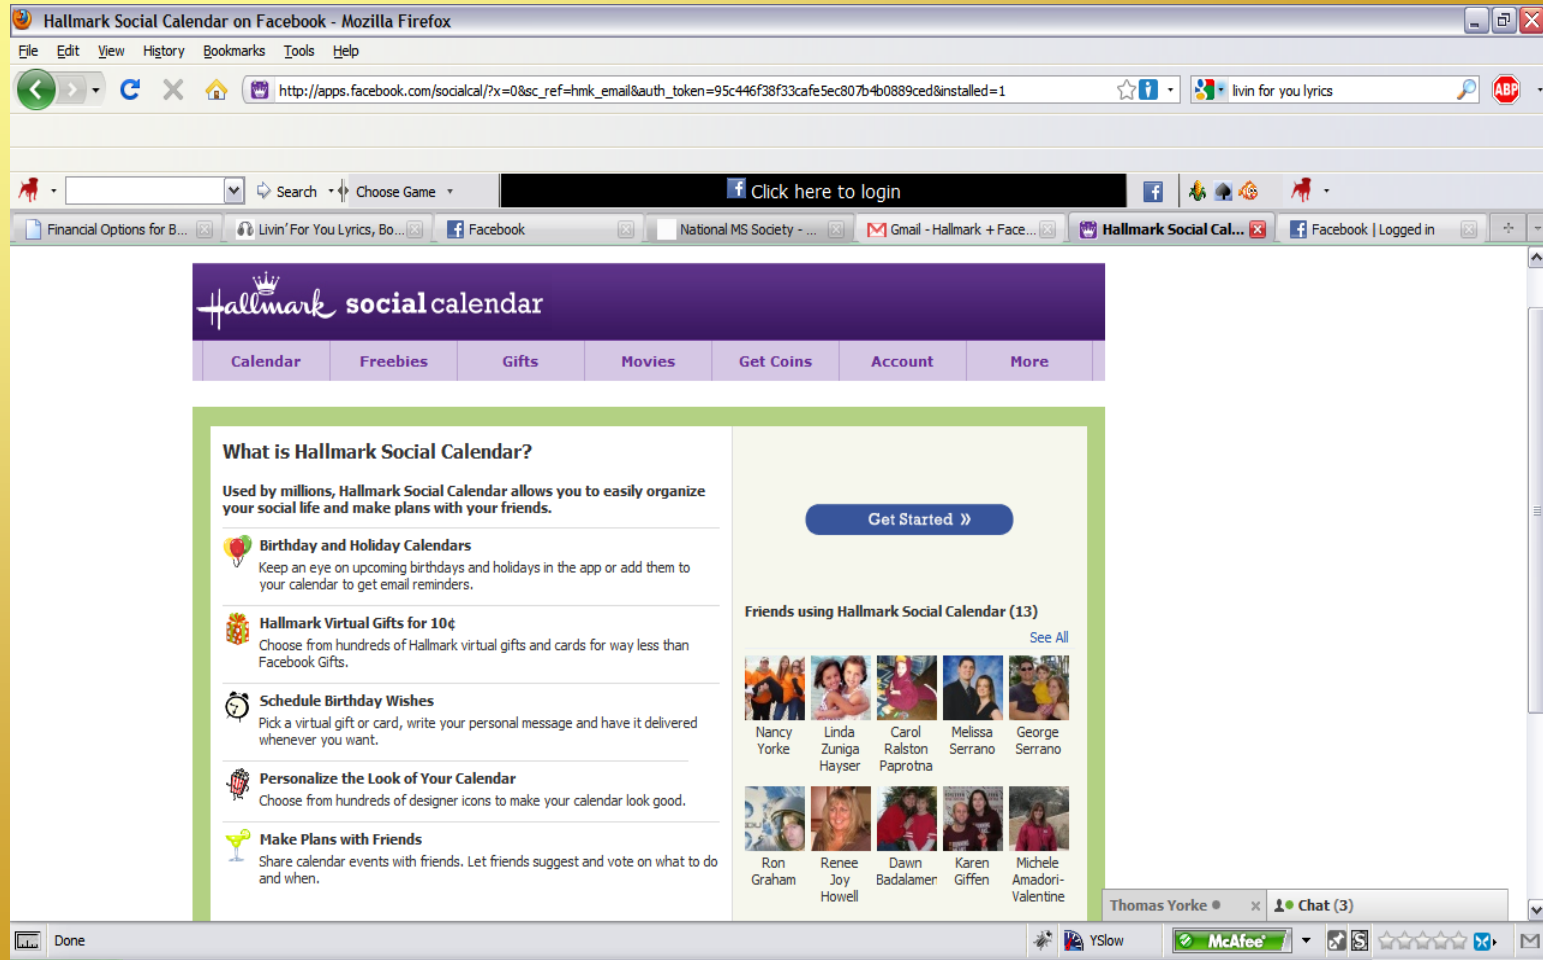 Hallmark Social Calendar on Facebook - Mozilla Firefox
File Edit View History Bookmarks Tools Help
http://apps.facebook.com/socialcal/?x=0&sc_ref=hmk_email&auth_token=95c446f38f33cafe5ec807b4b0889ced&installed=1
livin for you lyrics
ABP
Search Choose Game Click here to login
Financial Options for B... Livin' For You Lyrics, Bo... Facebook National MS Society - ... Gmail - Hallmark + Face... Hallmark Social Cal... Facebook | Logged in
Hallmark social calendar
Calendar Freebies Gifts Movies Get Coins Account More
What is Hallmark Social Calendar?
Used by millions, Hallmark Social Calendar allows you to easily organize
your social life and make plans with your friends.
Birthday and Holiday Calendars
Keep an eye on upcoming birthdays and holidays in the app or add them to
your calendar to get email reminders.
Hallmark Virtual Gifts for 10¢
Choose from hundreds of Hallmark virtual gifts and cards for way less than
Facebook Gifts.
Schedule Birthday Wishes
Pick a virtual gift or card, write your personal message and have it delivered
whenever you want.
Personalize the Look of Your Calendar
Choose from hundreds of designer icons to make your calendar look good.
Make Plans with Friends
Share calendar events with friends. Let friends suggest and vote on what to do
and when.
Get Started »
Friends using Hallmark Social Calendar (13)
See All
Nancy Yorke
Linda Zuniga Hayser
Carol Ralston Paprotna
Melissa Serrano
George Serrano
Ron Graham
Renee Joy Howell
Dawn Badalamer
Karen Giffen
Michele Amadori-Valentine
Thomas Yorke
Chat (3)
Done
YSlow
McAfee
S